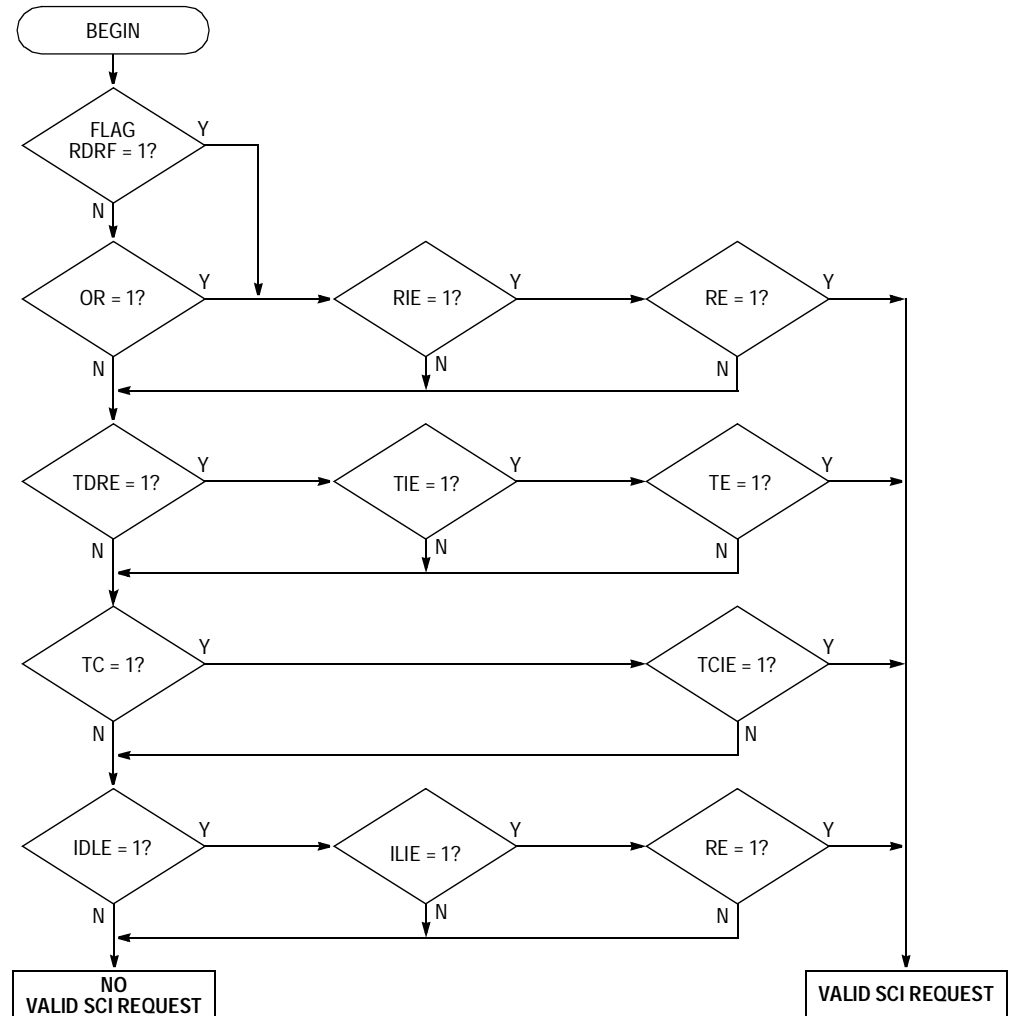 BEGIN
FLAG
RDRF = 1?
Y
N
OR = 1?
Y
RIE = 1?
Y
RE = 1?
Y
N
N
N
TDRE = 1?
Y
TIE = 1?
Y
TE = 1?
Y
N
N
N
TC = 1?
Y
TCIE = 1?
Y
N
N
IDLE = 1?
Y
ILIE = 1?
Y
RE = 1?
Y
N
N
N
NO
VALID SCI REQUEST
VALID SCI REQUEST